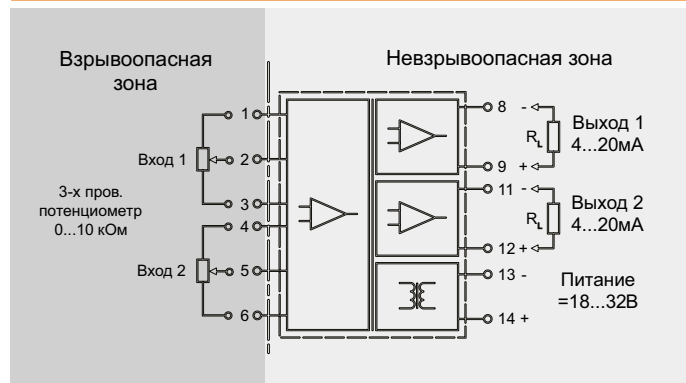 Взрывоопасная
зона
Невзрывоопасная зона
1
2
3
4
5
6
Вход 1
3-х пров.
потенциометр
0...10 кОм
Вход 2
8 -
9 +
RL
Выход 1
4...20мА
11 -
12 +
RL
Выход 2
4...20мА
13 -
14 +
Питание
=18...32В